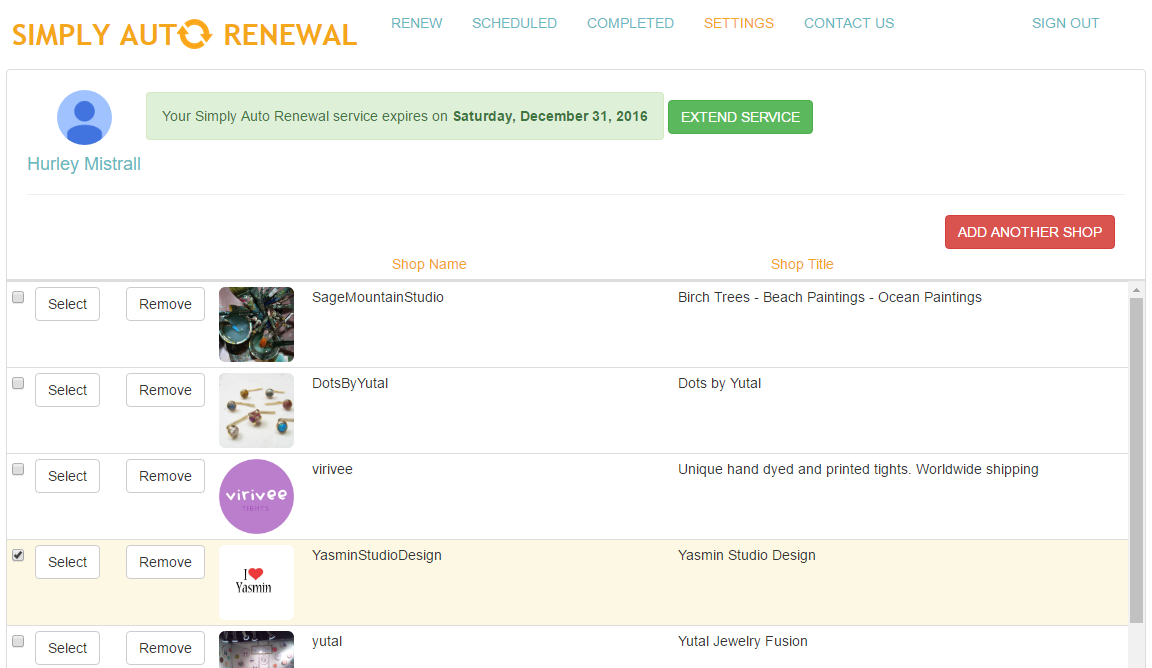 SIMPLY AUTO RENEWAL
RENEW SCHEDULED COMPLETED SETTINGS CONTACT US SIGN OUT
Your Simply Auto Renewal service expires on Saturday, December 31, 2016 EXTEND SERVICE
Hurley Mistrall
ADD ANOTHER SHOP
Shop Name Shop Title
Select Remove SageMountainStudio Birch Trees - Beach Paintings - Ocean Paintings
Select Remove DotsByYutal Dots by Yutal
Select Remove virivee Unique hand dyed and printed tights. Worldwide shipping
virivee
TIGHTS
Select Remove YasminStudioDesign Yasmin Studio Design
I
Yasmin
Select Remove yutal Yutal Jewelry Fusion